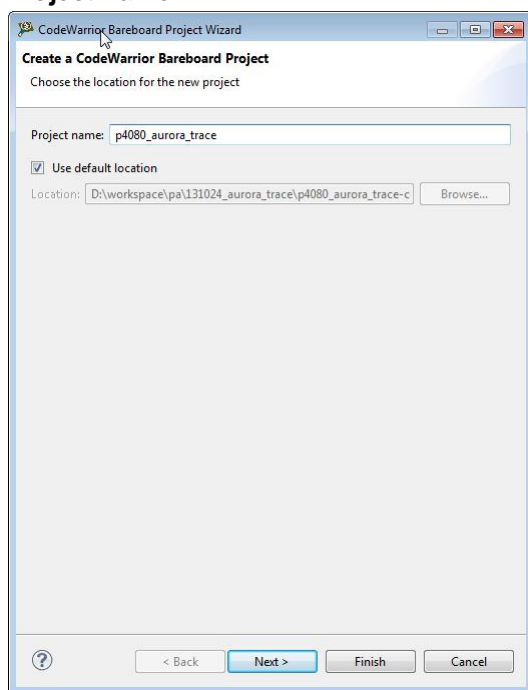 CodeWarrior Bareboard Project Wizard
Create a CodeWarrior Bareboard Project
Choose the location for the new project
Project name: p4080_aurora_trace
Use default location
Location: D:\workspace\pa\131024_aurora_trace\p4080_aurora_trace-c Browse...
< Back Next > Finish Cancel